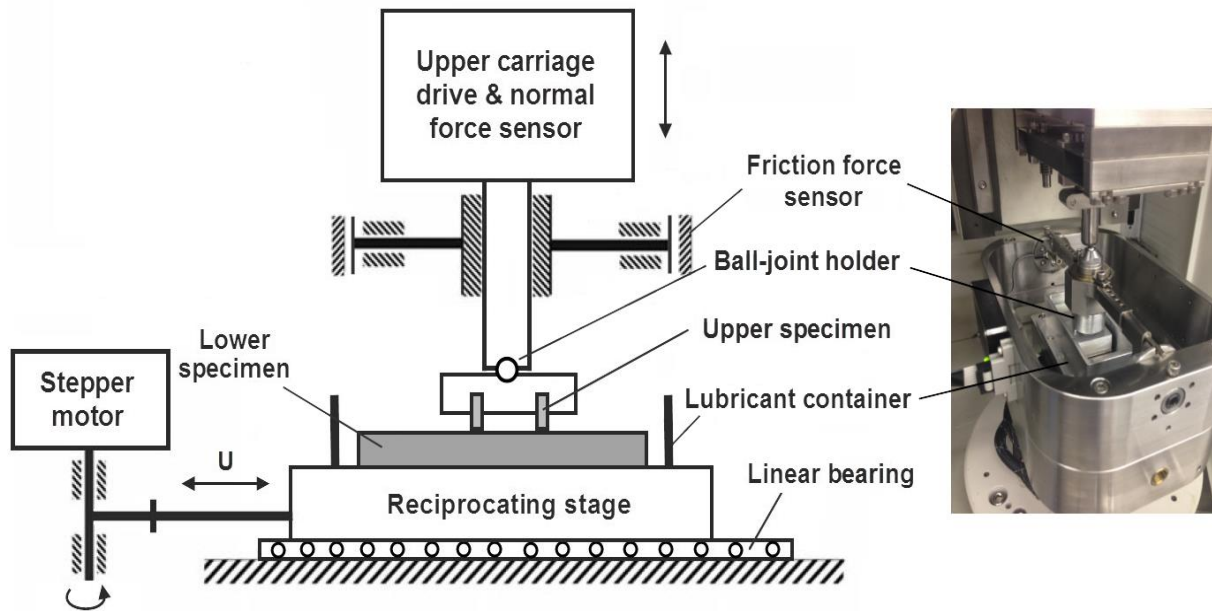 Upper carriage
drive & normal
force sensor
Friction force
sensor
Ball-joint holder
Upper specimen
Lower
specimen
Stepper
motor
Lubricant container
U
Linear bearing
Reciprocating stage